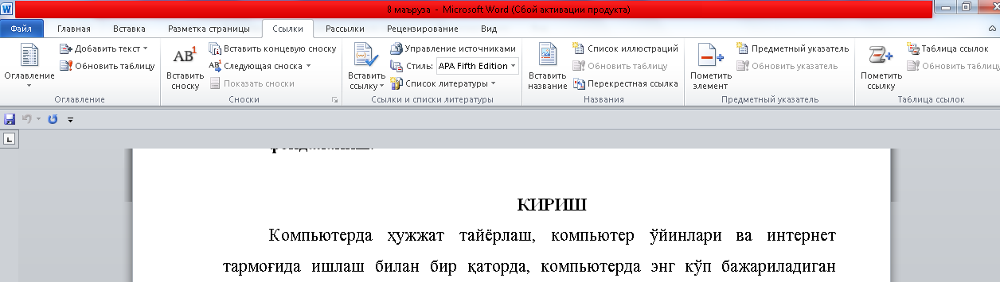 8 маъруза - Microsoft Word (Сбой активации продукта)
Файл Главная Вставка Разметка страницы Ссылки Рассылки Рецензирование Вид
Оглавление
Добавить текст
Обновить таблицу
Оглавление
Вставить сноску
AB1
Вставить концевую сноску
Следующая сноска
Показать сноски
Сноски
Вставить ссылку
Управление источниками
Стиль: APA Fifth Edition
Список литературы
Ссылки и списки литературы
Вставить название
Список иллюстраций
Обновить таблицу
Перекрестная ссылка
Названия
Пометить элемент
Предметный указатель
Обновить указатель
Предметный указатель
Пометить ссылку
Таблица ссылок
Обновить таблицу
Таблица ссылок
КИРИШ
Компьютерда ҳужжат тайёрлаш, компьютер ўйинлари ва интернет
тармоғида ишлаш билан бир қаторда, компьютерда энг кўп бажариладиган